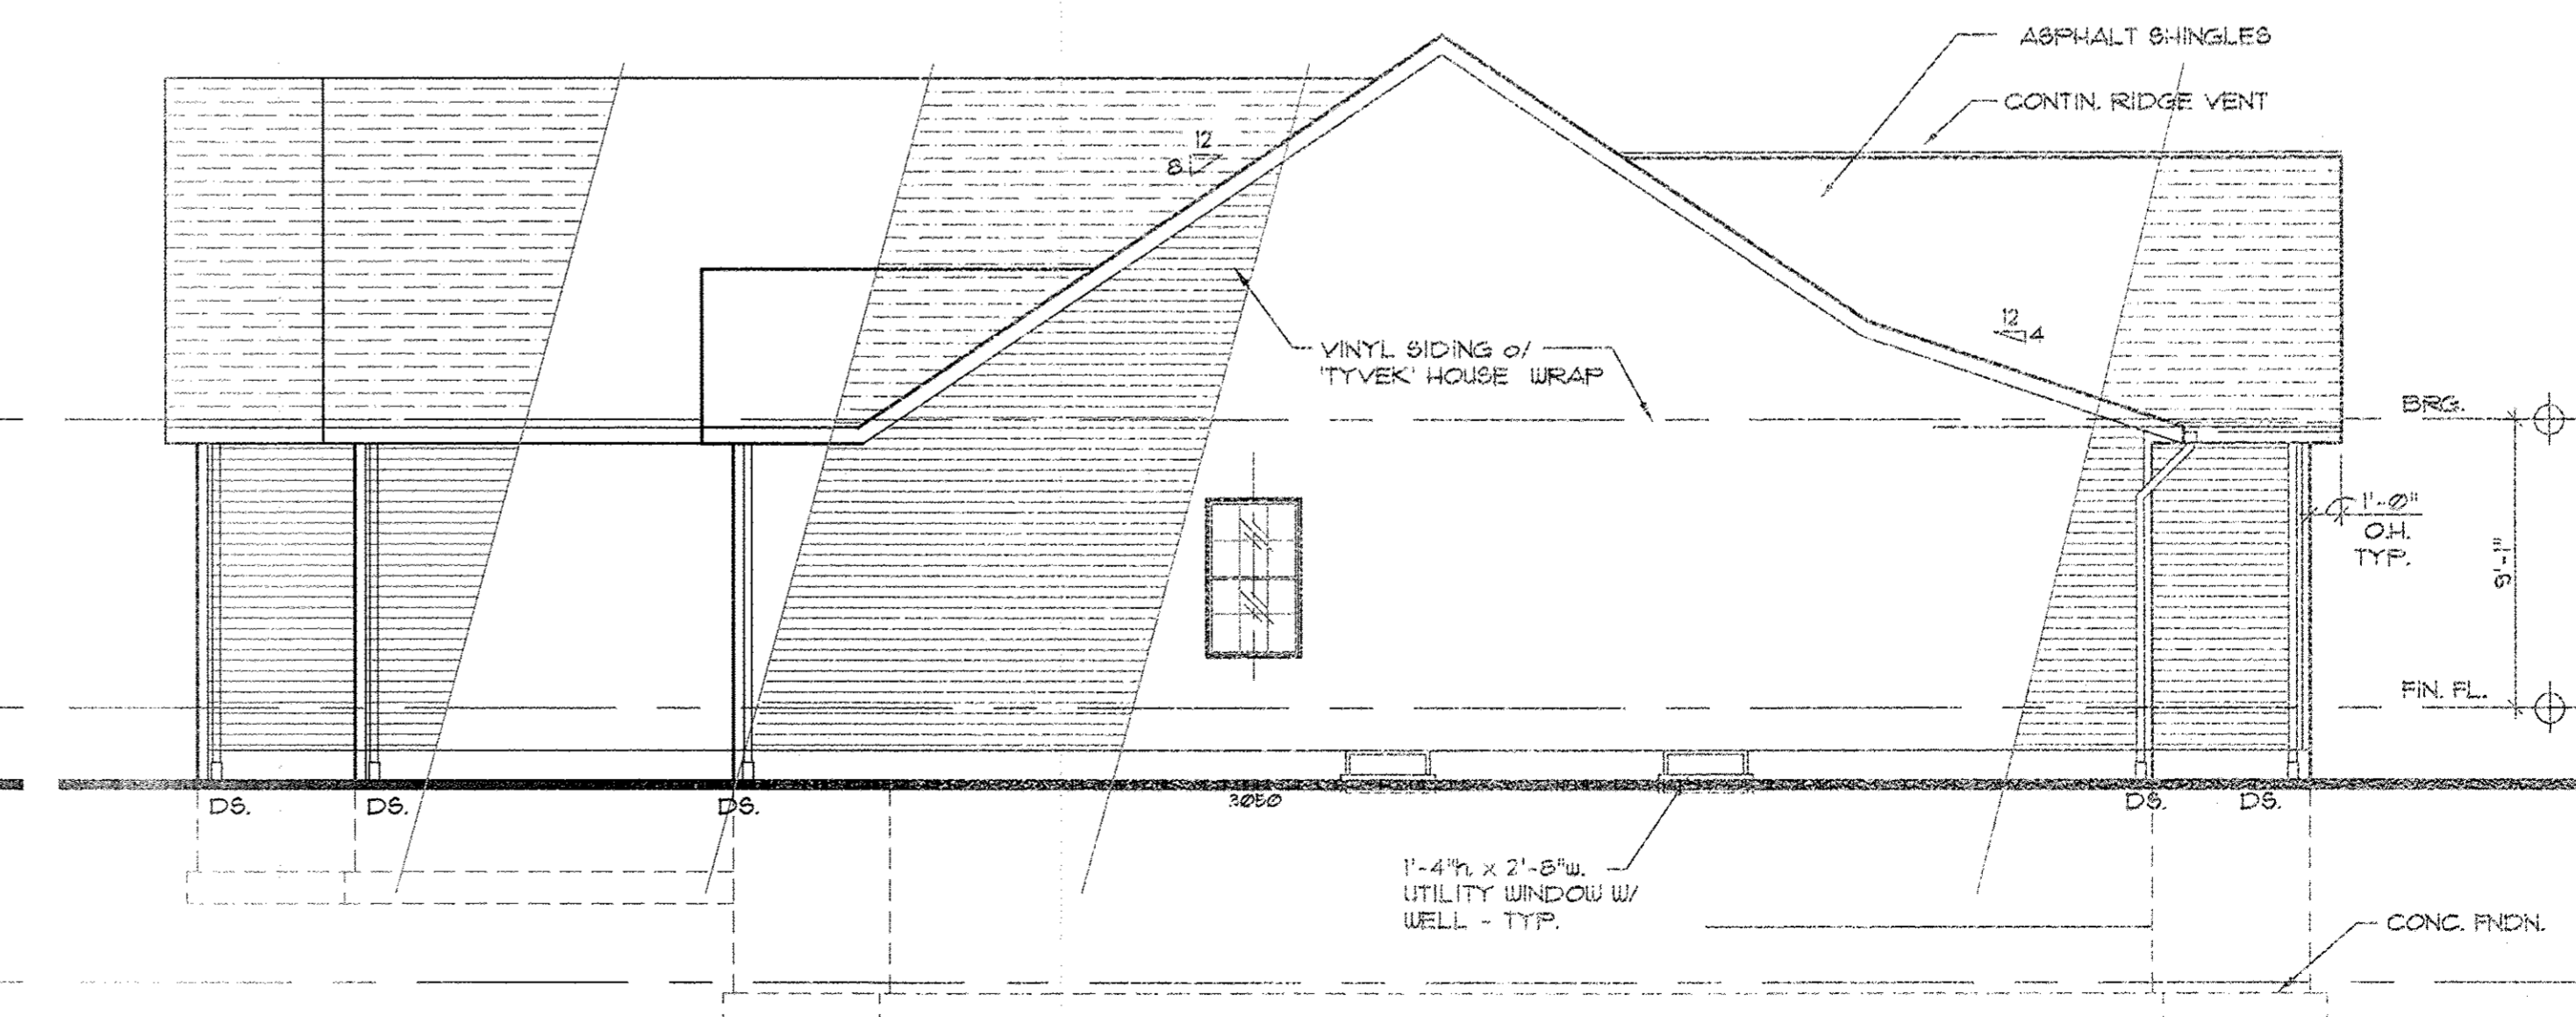 ASPHALT SHINGLES
CONTIN. RIDGE VENT
12
8
12
4
VINYL SIDING o/
'TYVEK' HOUSE WRAP
BRG.
1'-0"
O.H.
TYP.
9'-1"
FIN. FL.
DS.
DS.
DS.
3050
DS.
DS.
1'-4"h. x 2'-8"w.
UTILITY WINDOW W/
WELL - TYP.
CONC. FNDN.